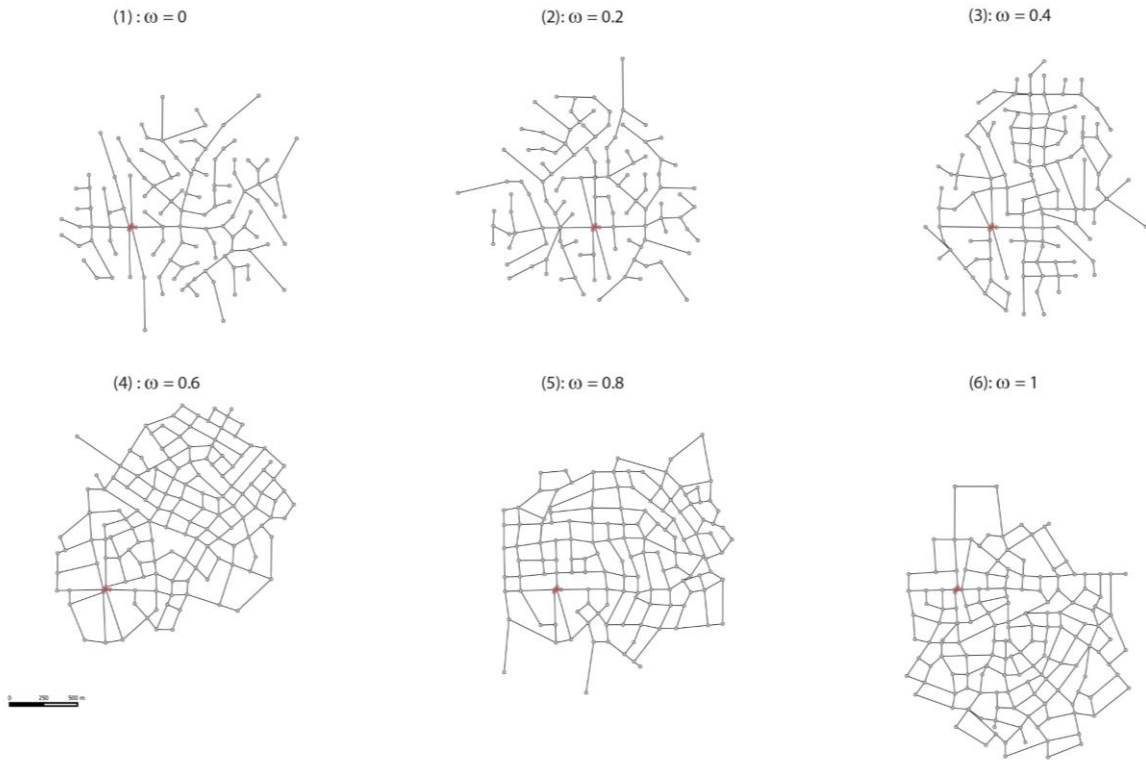 (1) : ω = 0
(2) : ω = 0.2
(3) : ω = 0.4
(4) : ω = 0.6
(5): ω = 0.8
(6): ω = 1
0 250 500 m